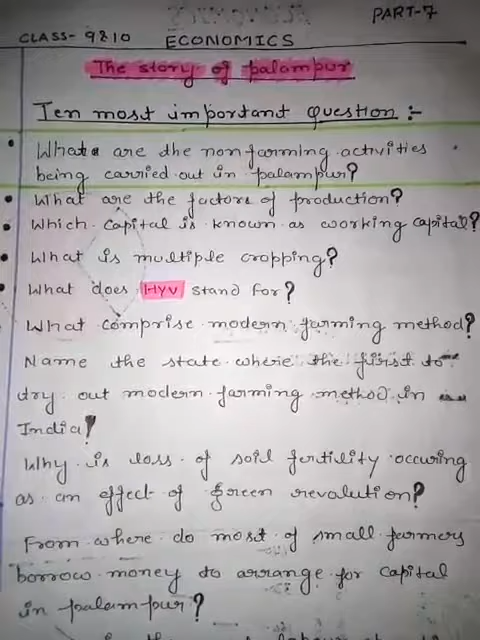 PART-7
CLASS- 9&10 ECONOMICS
The story of palampur
Ten most important question :-
What are the non farming activities
being carried out in palampur?
What are the factors of production?
Which capital is known as working capital?
What is multiple cropping?
What does HYV stand for?
What comprise modern farming method?
Name the state where the first to
try out modern farming method in
India?
Why is loss of soil fertility occuring
as an effect of green revolution?
From where do most of small farmers
borrow money to arrange for capital
in palampur?